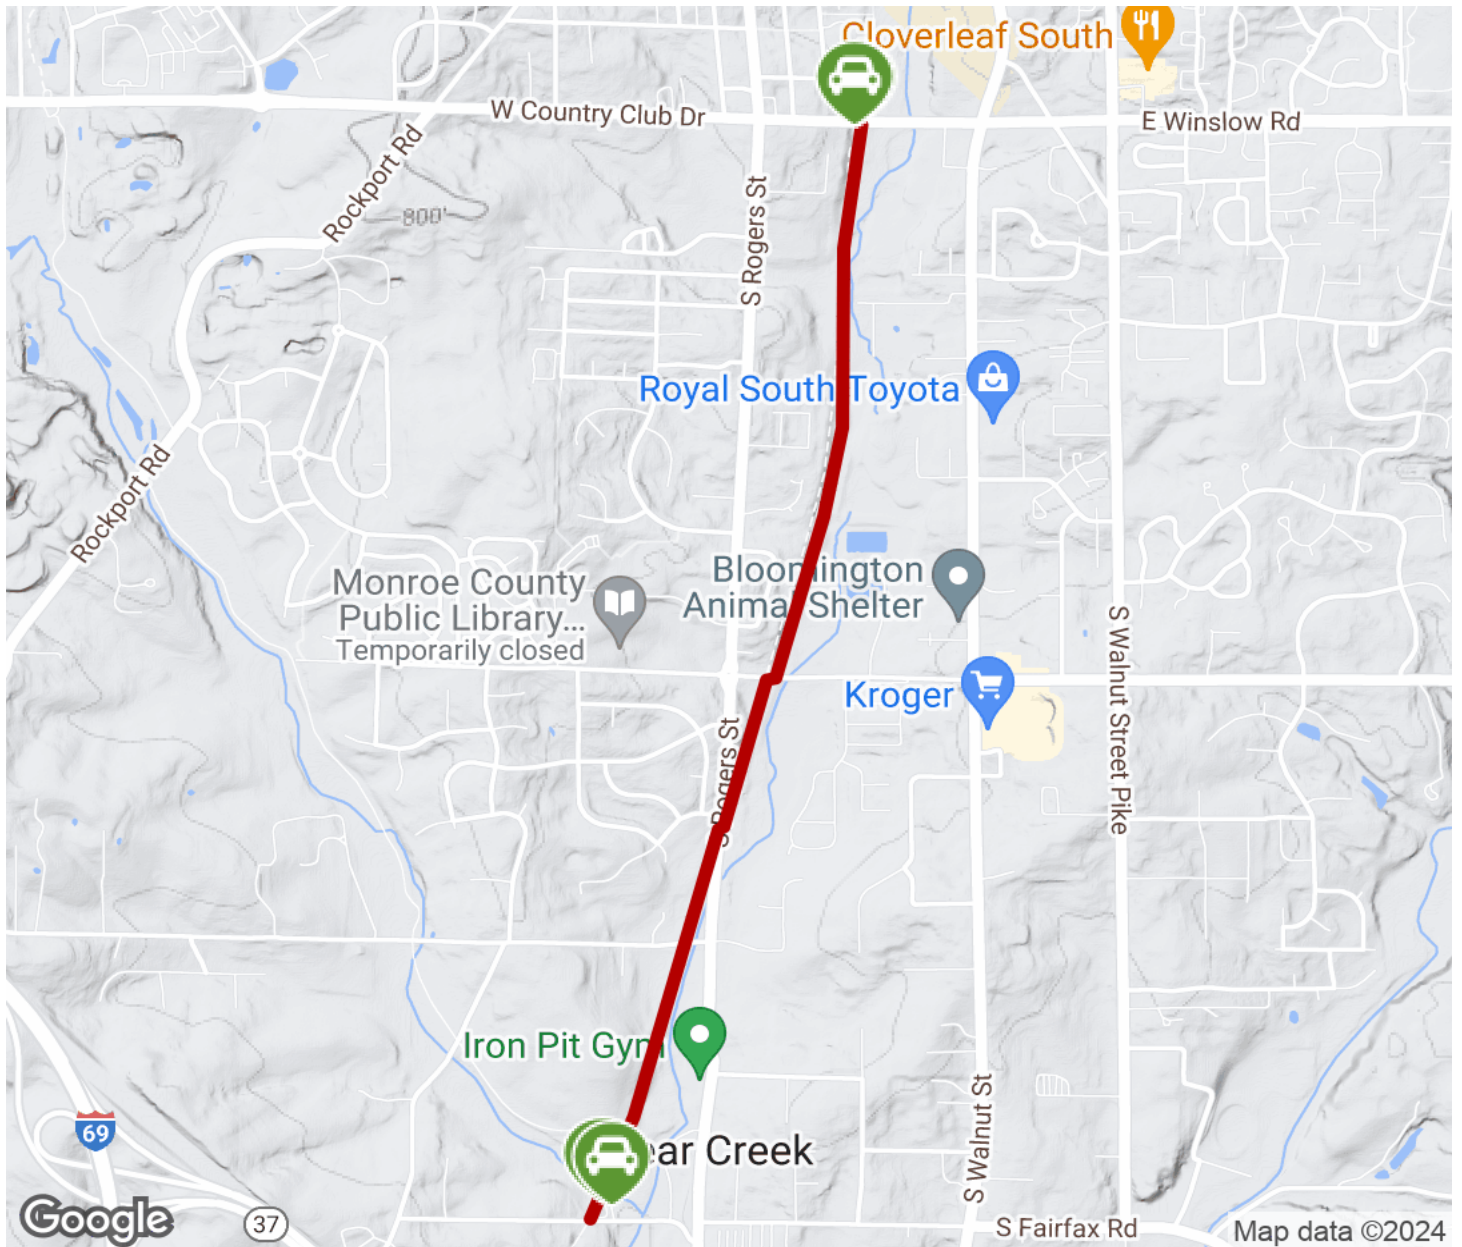 Cloverleaf South
W Country Club Dr
E Winslow Rd
Rockport Rd
800'
S Rogers St
Royal South Toyota
Rockport Rd
Bloomington
Animal Shelter
Monroe County
Public Library...
Temporarily closed
S Walnut Street Pike
Kroger
S Rogers St
Iron Pit Gym
69
ear Creek
S Walnut St
Google
37
S Fairfax Rd
Map data ©2024